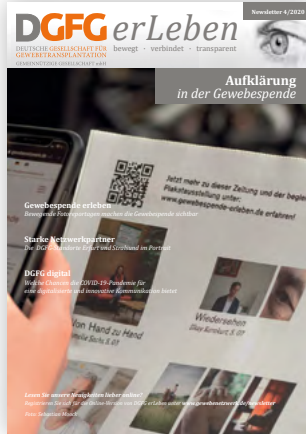 Newsletter 4/2020
DGFG erLeben
DEUTSCHE GESELLSCHAFT FÜR
GEWEBETRANSPLANTATION
GEMEINNÜTZIGE GESELLSCHAFT mbH
bewegt · verbindet · transparent
Aufklärung
in der Gewebespende
Jetzt mehr zu dieser Zeitung und der
Plakatausstellung unter:
www.gewebespende-erleben.de erfahren!
Gewebespende erleben
Bewegende Fotoreportagen machen die Gewebespende sichtbar
Starke Netzwerkpartner
Die DGFG-Standorte Erfurt und Stralsund im Portrait
DGFG digital
Welche Chancen die COVID-19-Pandemie für
eine digitalisierte und innovative Kommunikation bietet
Von Hand zu Hand
S. 03
Wiedersehen
S. 07
Lesen Sie unsere Neuigkeiten lieber online?
Registrieren Sie sich für die Online-Version von DGFG erLeben unter www.gewebenetzwerk.de/newsletter
Foto: Sebastian